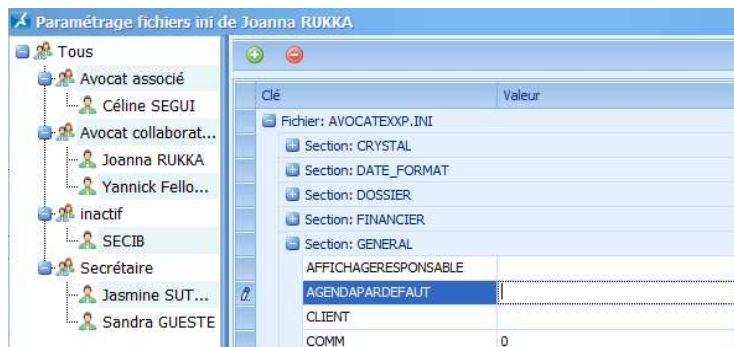 Paramétrage fichiers ini de Joanna RUKKA
Tous
Avocat associé
Céline SEGUI
Avocat collaborat...
Joanna RUKKA
Yannick Fello...
inactif
SECIB
Secrétaire
Jasmine SUT...
Sandra GUESTE
Clé Valeur
Fichier: AVOCATEXXP.INI
Section: CRYSTAL
Section: DATE_FORMAT
Section: DOSSIER
Section: FINANCIER
Section: GENERAL
AFFICHAGERESPONSABLE
AGENDAPARDEFAUT
CLIENT
COMM 0